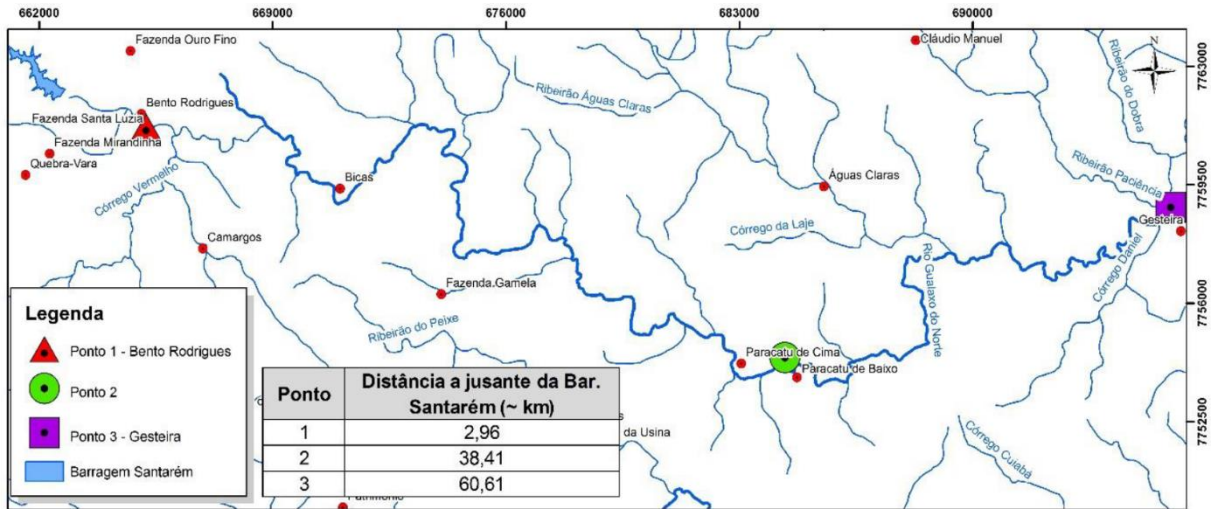 662000
669000
676000
683000
690000
Fazenda Ouro Fino
Cláudio Manuel
N
7763000
Ribeirão Águas Claras
Ribeirão do Dobra
Bento Rodrigues
Fazenda Santa Luzia
Fazenda Mirandinha
Quebra-Vara
Bicas
Águas Claras
Ribeirão Paciência
7759500
Córrego Vermelho
Córrego da Laje
Gesteira
Camargos
Rio Gualaxo do Norte
Córrego Daniel
Fazenda.Gamela
Ribeirão do Peixe
7756000
Paracatu de Cima
Paracatu de Baixo
da Usina
Córrego Cuiabá
7752500
Legenda
Ponto 1 - Bento Rodrigues
Ponto 2
Ponto 3 - Gesteira
Barragem Santarém
Ponto
Distância a jusante da Bar.
Santarém (~ km)
1
2,96
2
38,41
3
60,61